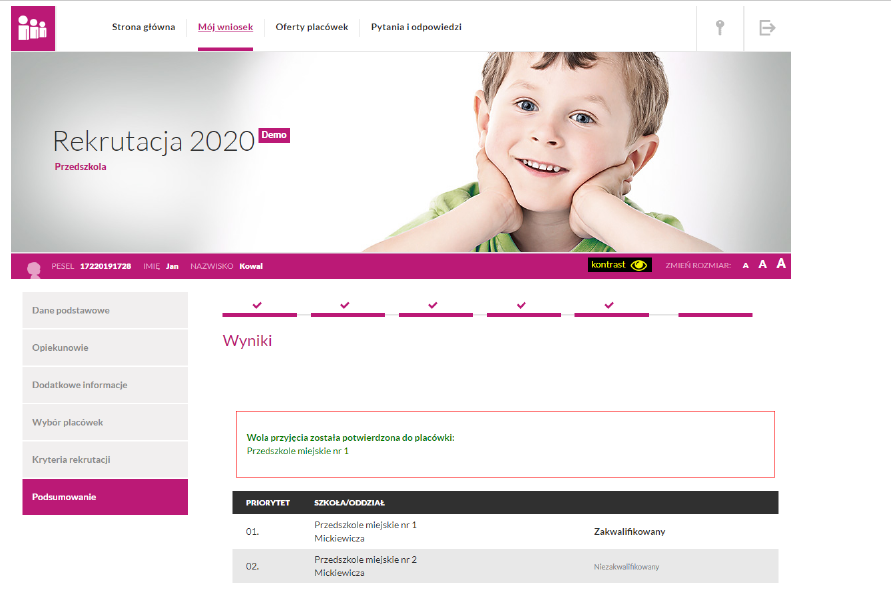 Strona główna Mój wniosek Oferty placówek Pytania i odpowiedzi
Rekrutacja 2020 Demo
Przedszkola
PESEL 17220191728 IMIĘ Jan NAZWISKO Kowal kontrast ZMIEŃ ROZMIAR: A A A
Dane podstawowe
Opiekunowie
Dodatkowe informacje
Wybór placówek
Kryteria rekrutacji
Podsumowanie
Wyniki
Wola przyjęcia została potwierdzona do placówki:
Przedszkole miejskie nr 1
PRIORYTET SZKOŁA/ODDZIAŁ
01. Przedszkole miejskie nr 1 Zakwalifikowany
Mickiewicza
02. Przedszkole miejskie nr 2 Niezakwalifikowany
Mickiewicza